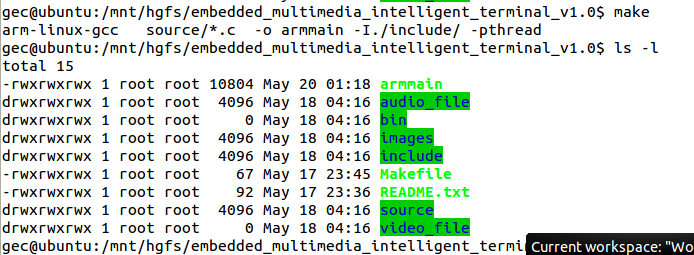 gec@ubuntu:/mnt/hgfs/embedded_multimedia_intelligent_terminal_v1.0$ make
arm-linux-gcc   source/*.c  -o armmain -I./include/ -pthread
gec@ubuntu:/mnt/hgfs/embedded_multimedia_intelligent_terminal_v1.0$ ls -l
total 15
-rwxrwxrwx 1 root root 10804 May 20 01:18 armmain
drwxrwxrwx 1 root root  4096 May 18 04:16 audio_file
drwxrwxrwx 1 root root     0 May 18 04:16 bin
drwxrwxrwx 1 root root  4096 May 18 04:16 images
drwxrwxrwx 1 root root  4096 May 18 04:16 include
-rwxrwxrwx 1 root root    67 May 17 23:45 Makefile
-rwxrwxrwx 1 root root    92 May 17 23:36 README.txt
drwxrwxrwx 1 root root  4096 May 18 04:16 source
drwxrwxrwx 1 root root     0 May 18 04:16 video_file
gec@ubuntu:/mnt/hgfs/embedded_multimedia_intelligent_termin
Current workspace: "Wo